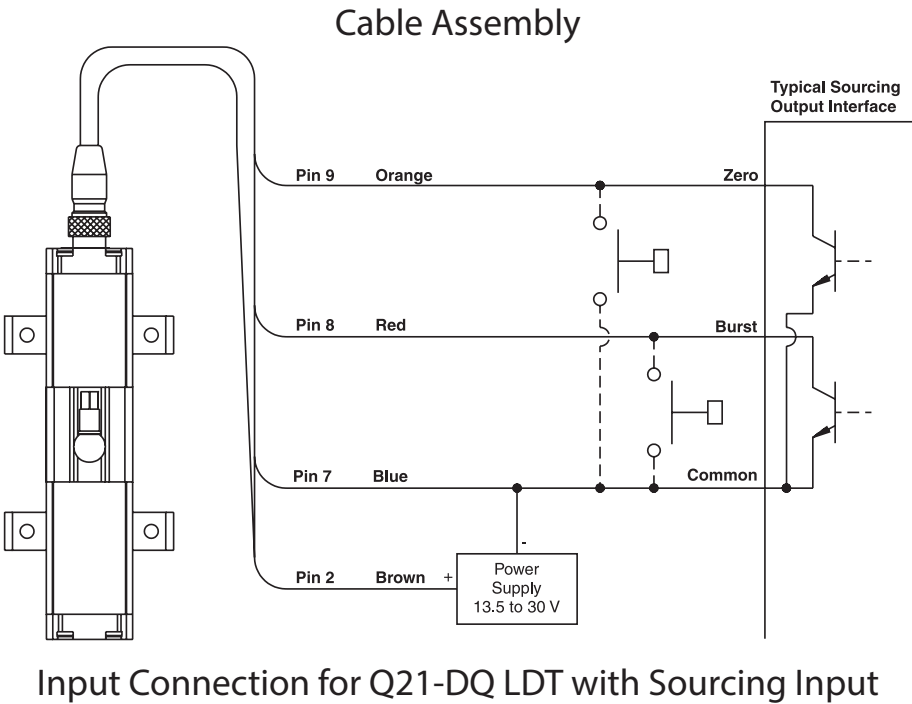 Cable Assembly
Typical Sourcing
Output Interface
Pin 9 Orange Zero
Pin 8 Red Burst
Pin 7 Blue Common
-
Pin 2 Brown +
Power
Supply
13.5 to 30 V
Input Connection for Q21-DQ LDT with Sourcing Input